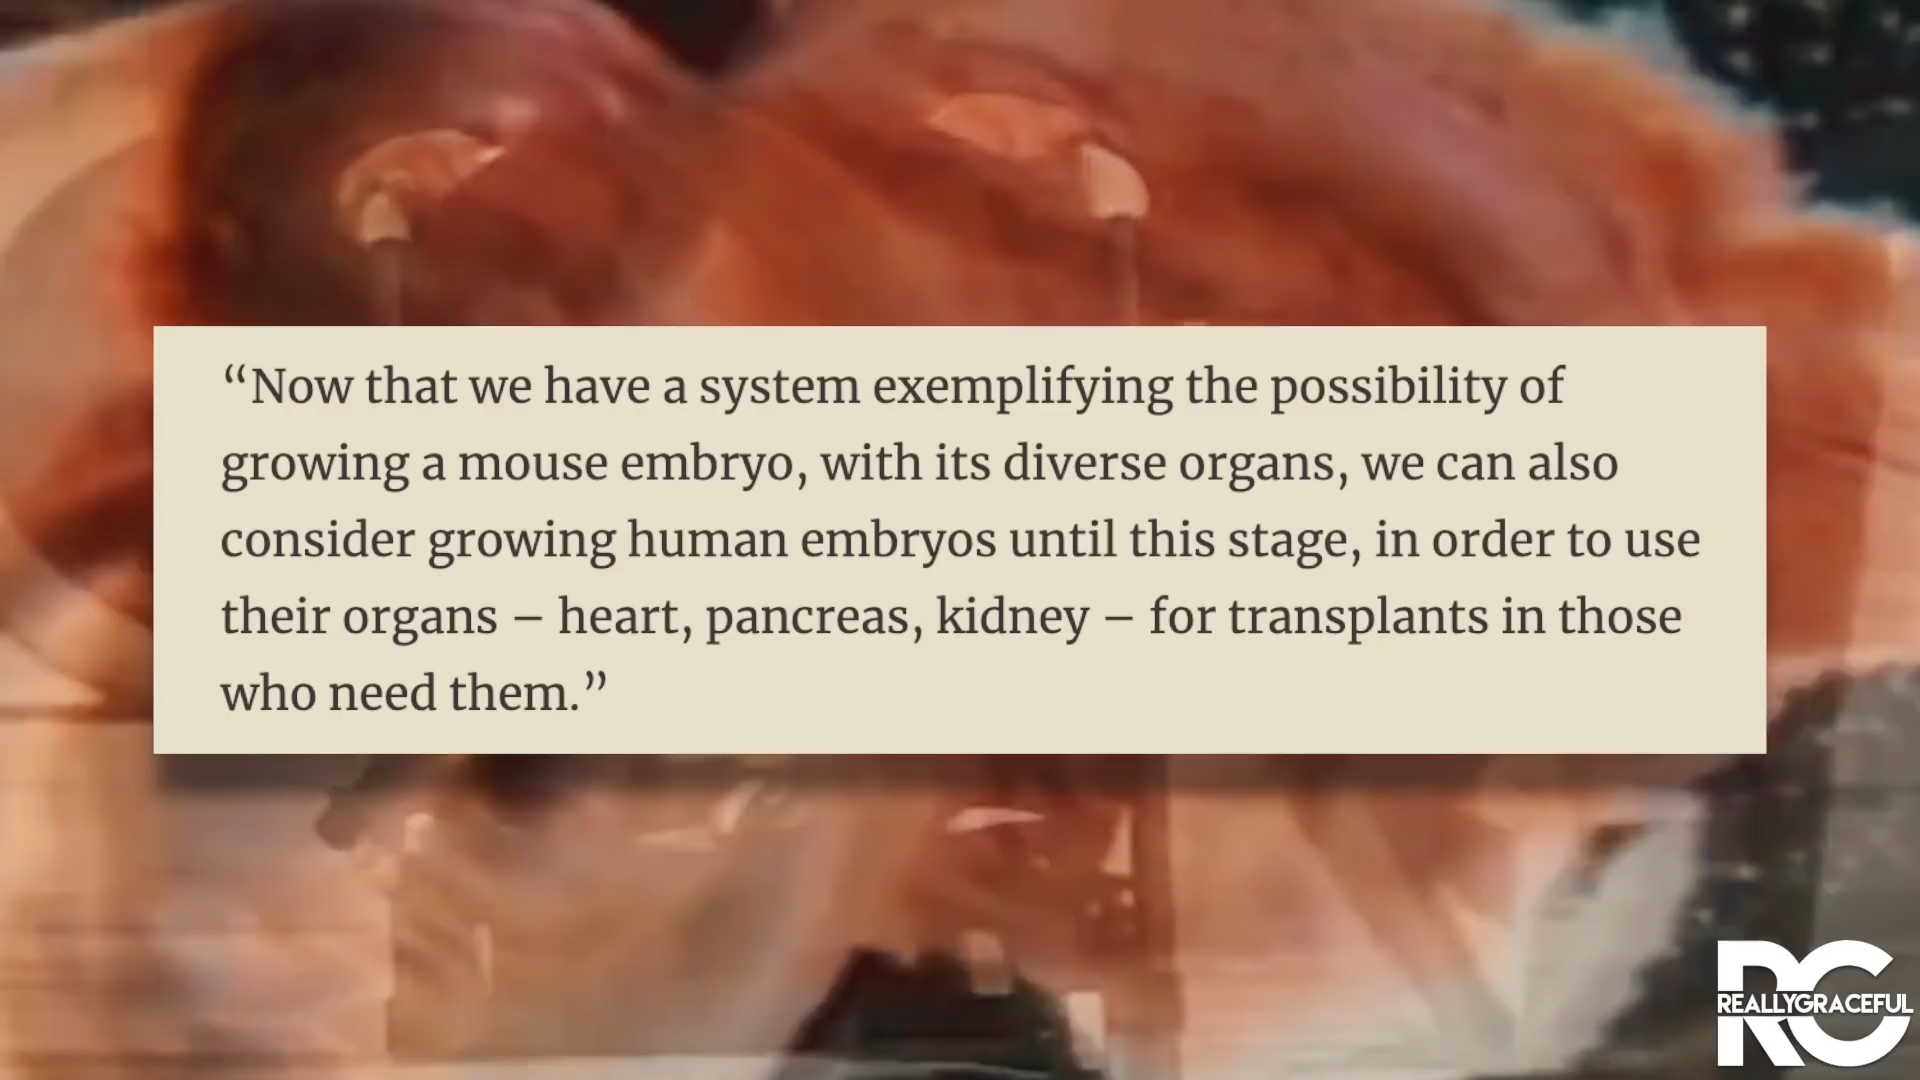 “Now that we have a system exemplifying the possibility of
growing a mouse embryo, with its diverse organs, we can also
consider growing human embryos until this stage, in order to use
their organs – heart, pancreas, kidney – for transplants in those
who need them.”
RG
REALLYGRACEFUL